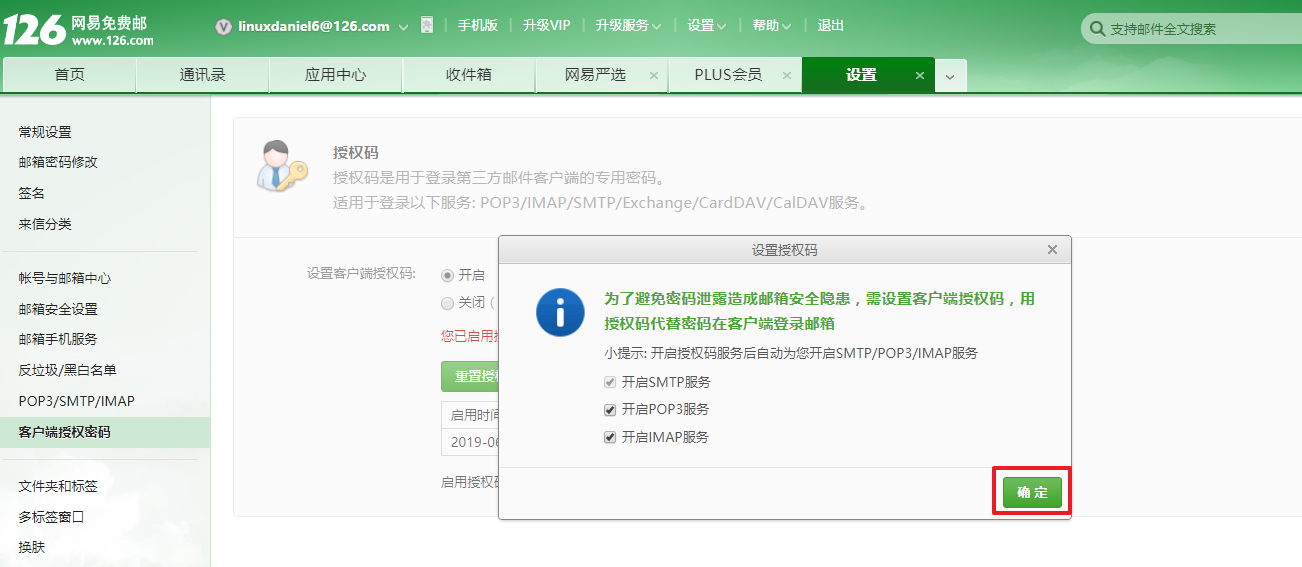 126 网易免费邮
www.126.com
V linuxdaniel6@126.com 手机版 升级VIP 升级服务 设置 帮助 退出
支持邮件全文搜索
首页 通讯录 应用中心 收件箱 网易严选 × PLUS会员 × 设置 ×
常规设置
邮箱密码修改
签名
来信分类
帐号与邮箱中心
邮箱安全设置
邮箱手机服务
反垃圾/黑白名单
POP3/SMTP/IMAP
客户端授权密码
文件夹和标签
多标签窗口
换肤
授权码
授权码是用于登录第三方邮件客户端的专用密码。
适用于登录以下服务: POP3/IMAP/SMTP/Exchange/CardDAV/CalDAV服务。
设置客户端授权码: 开启
关闭（
您已启用
重置授权
启用时间
2019-0
启用授权码
设置授权码 ×
为了避免密码泄露造成邮箱安全隐患，需设置客户端授权码，用
授权码代替密码在客户端登录邮箱
小提示: 开启授权码服务后自动为您开启SMTP/POP3/IMAP服务
开启SMTP服务
开启POP3服务
开启IMAP服务
确 定